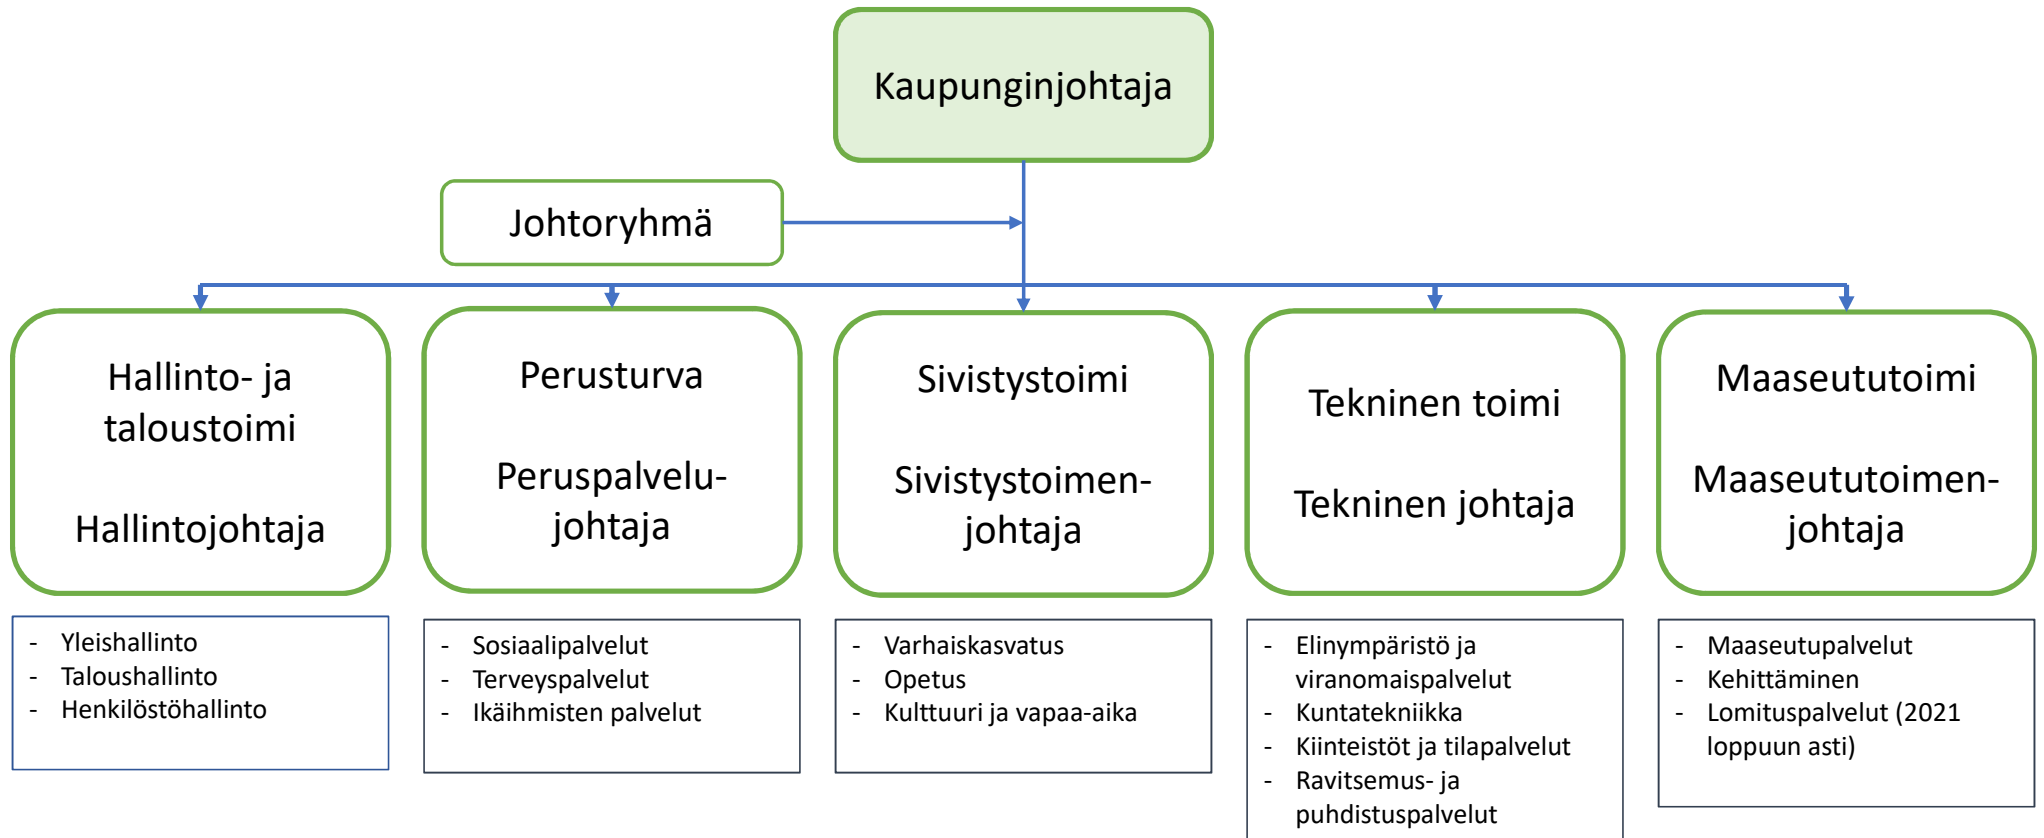 Kaupunginjohtaja
Johtoryhmä
Hallinto- ja
taloustoimi
Hallintojohtaja
Perusturva
Peruspalvelu-
johtaja
Sivistystoimi
Sivistystoimen-
johtaja
Tekninen toimi
Tekninen johtaja
Maaseututoimi
Maaseututoimen-
johtaja
- Yleishallinto
- Taloushallinto
- Henkilöstöhallinto
- Sosiaalipalvelut
- Terveyspalvelut
- Ikäihmisten palvelut
- Varhaiskasvatus
- Opetus
- Kulttuuri ja vapaa-aika
- Elinympäristö ja
viranomaispalvelut
- Kuntatekniikka
- Kiinteistöt ja tilapalvelut
- Ravitsemus- ja
puhdistuspalvelut
- Maaseutupalvelut
- Kehittäminen
- Lomituspalvelut (2021
loppuun asti)